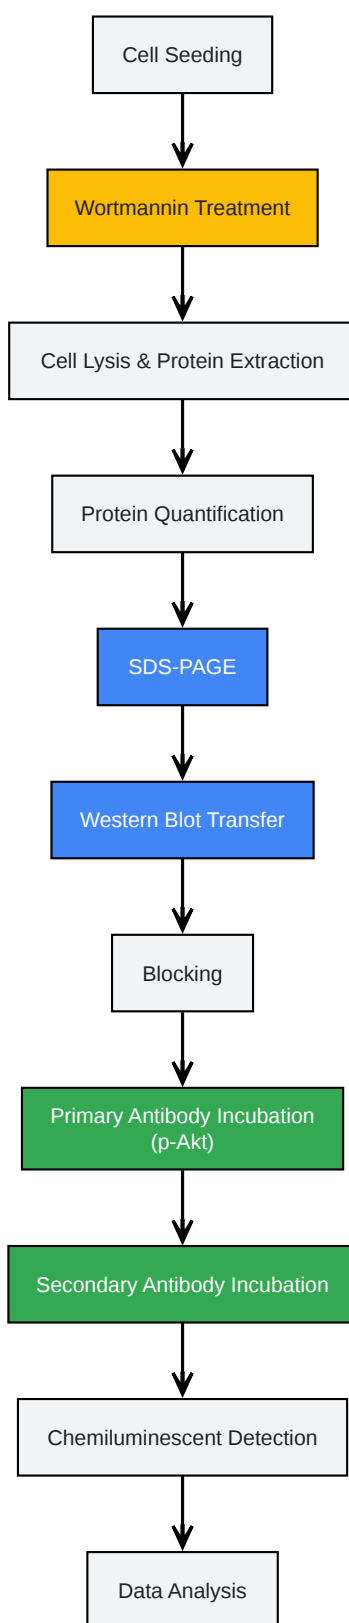 Cell Seeding
Wortmannin Treatment
Cell Lysis & Protein Extraction
Protein Quantification
SDS-PAGE
Western Blot Transfer
Blocking
Primary Antibody Incubation
(p-Akt)
Secondary Antibody Incubation
Chemiluminescent Detection
Data Analysis